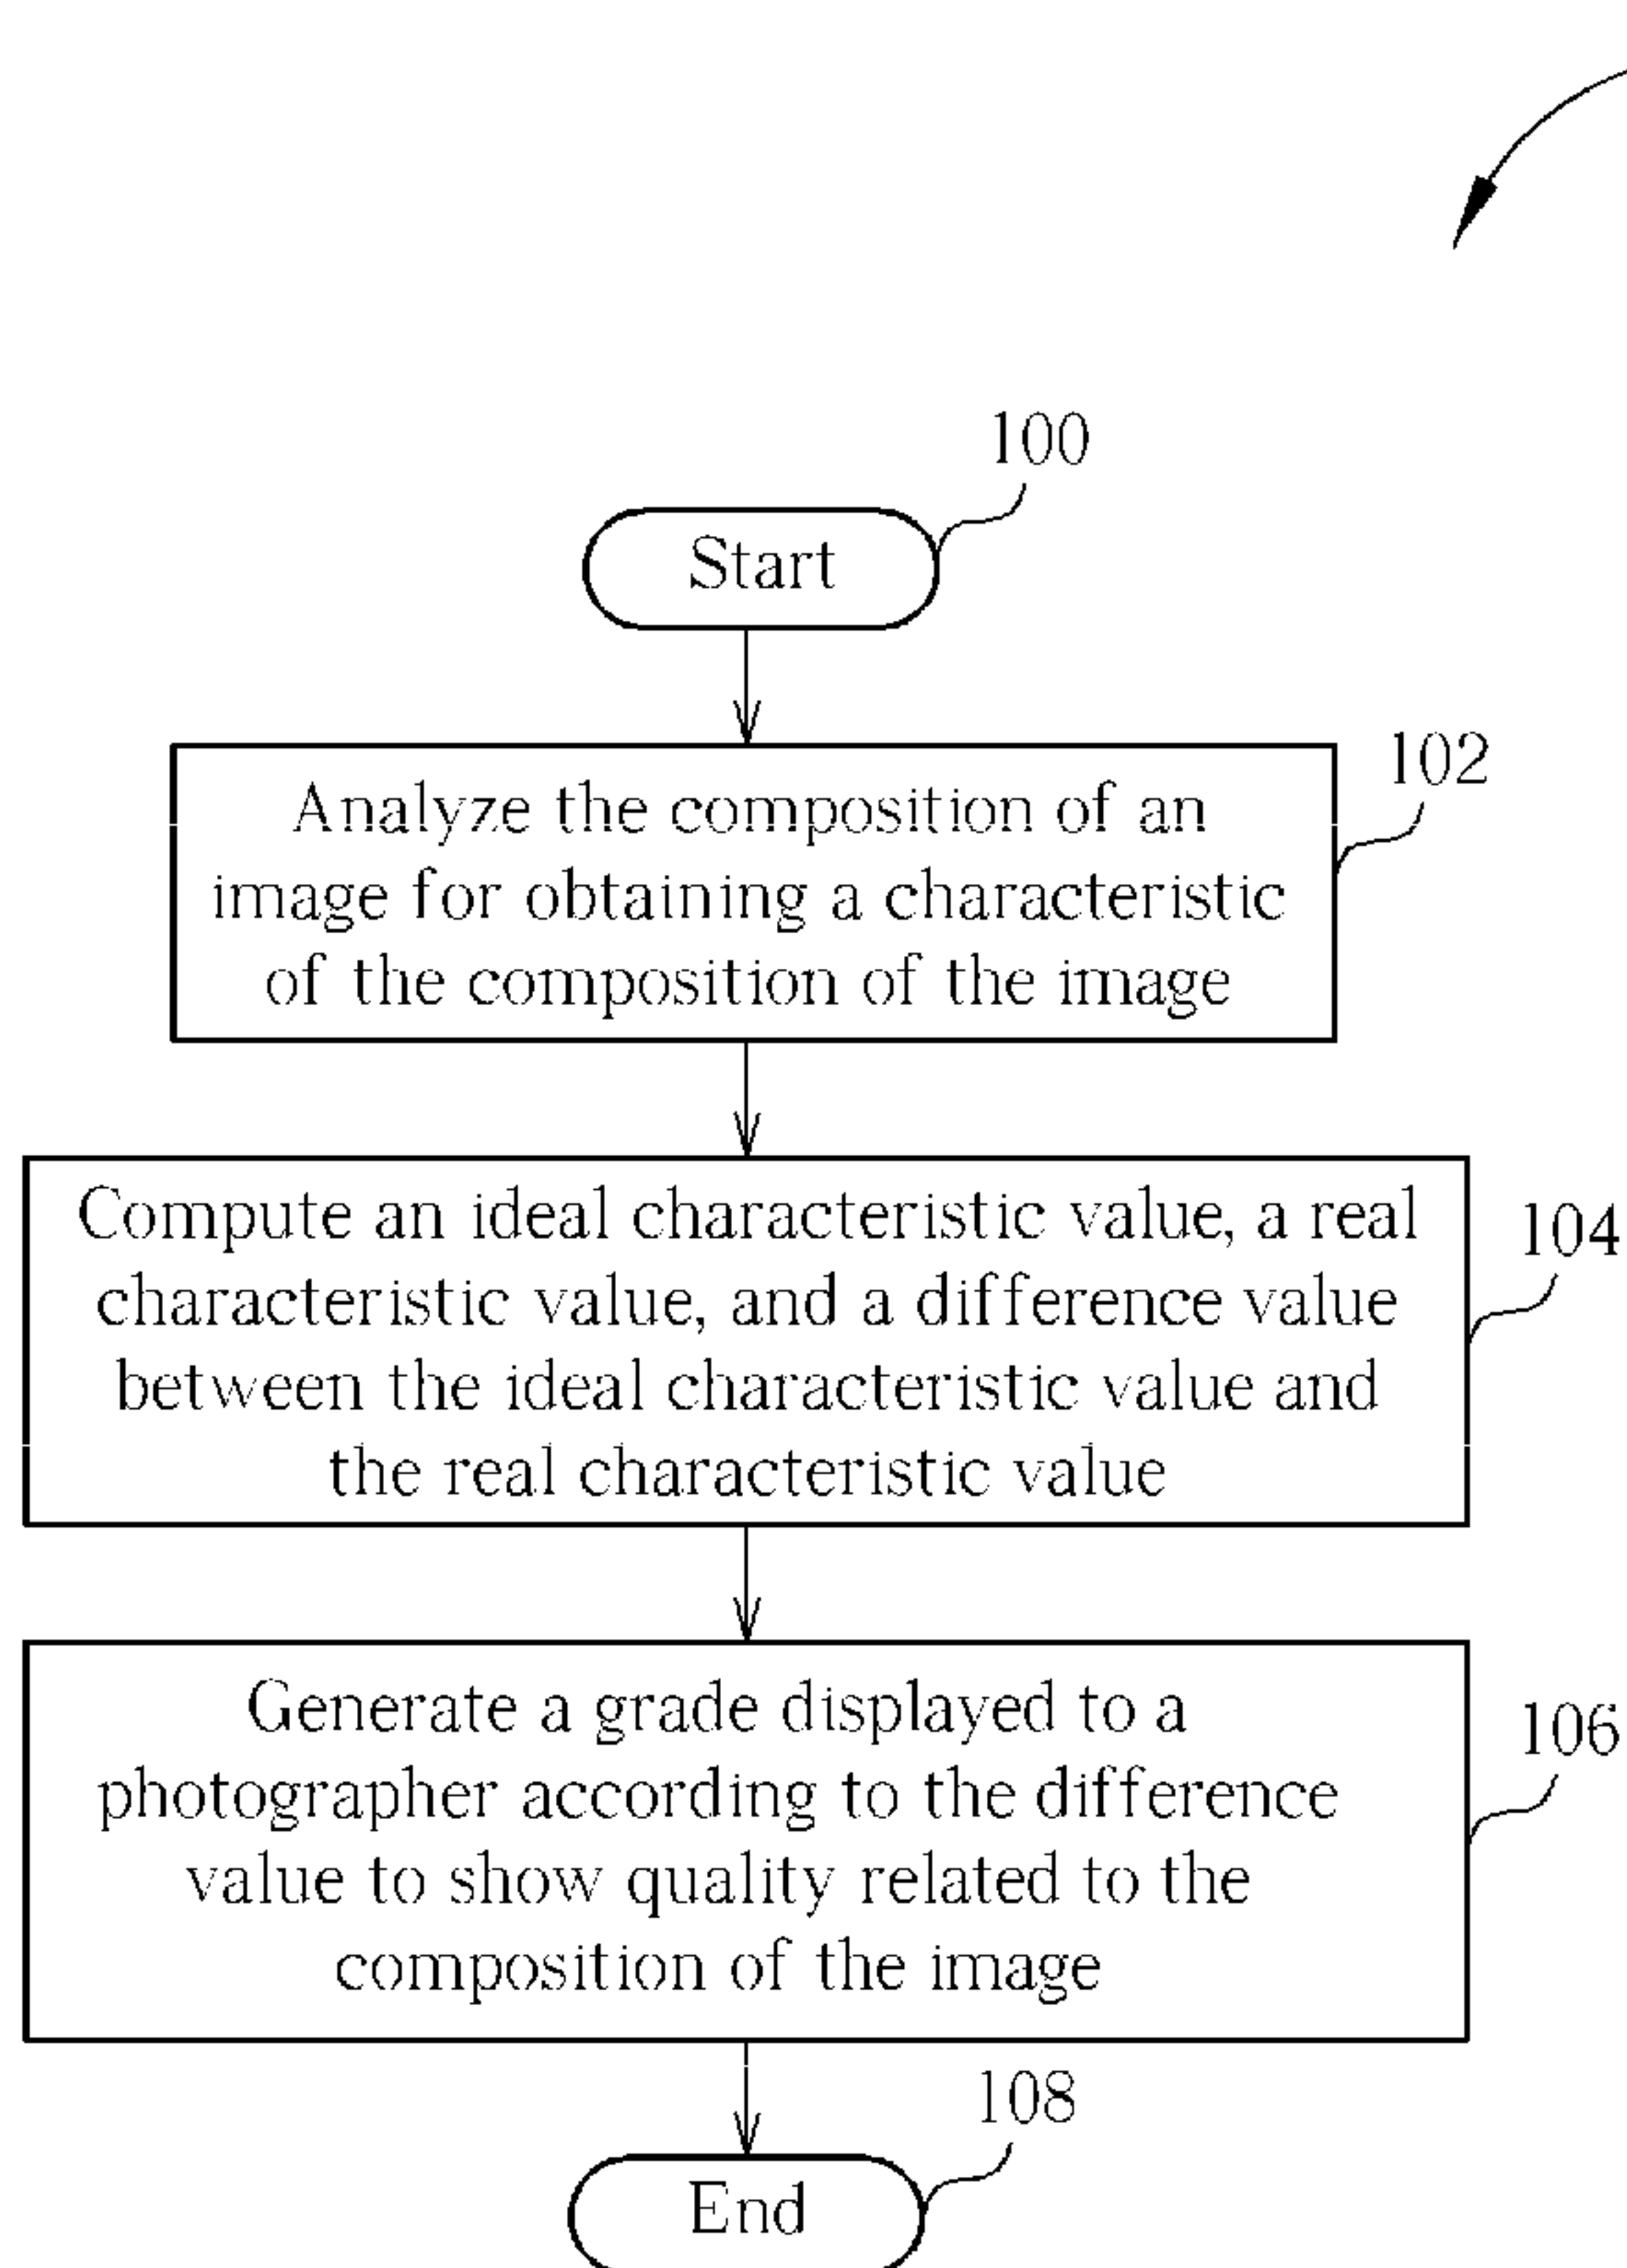 100
Start
102
Analyze the composition of an
image for obtaining a characteristic
of the composition of the image
104
Compute an ideal characteristic value, a real
characteristic value, and a difference value
between the ideal characteristic value and
the real characteristic value
106
Generate a grade displayed to a
photographer according to the difference
value to show quality related to the
composition of the image
108
End